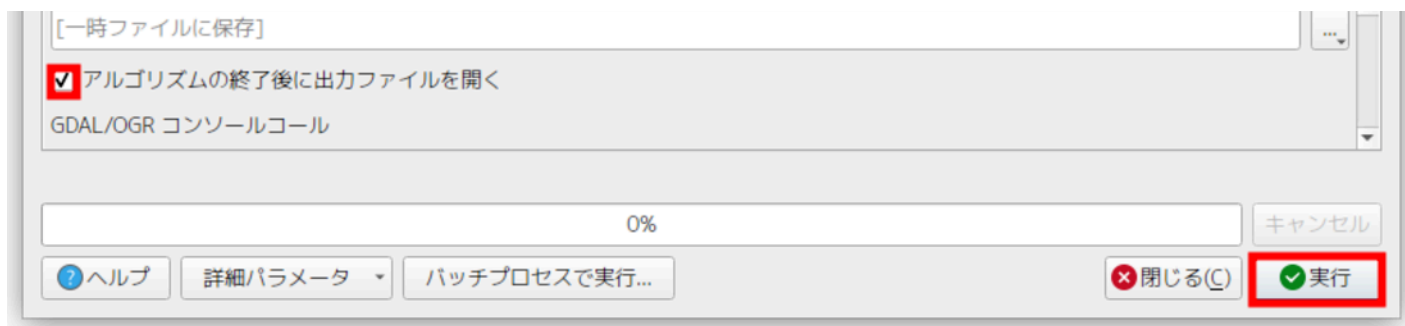 [一時ファイルに保存]
...
アルゴリズムの終了後に出力ファイルを開く
GDAL/OGR コンソールコール
0%
キャンセル
ヘルプ 詳細パラメータ バッチプロセスで実行... 閉じる(C) 実行